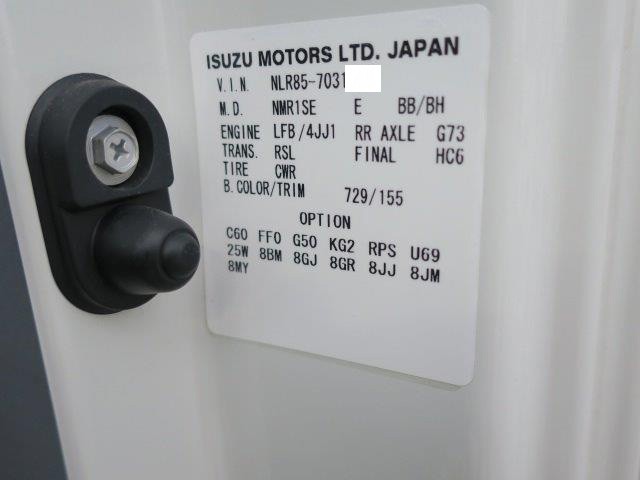 ISUZU MOTORS LTD. JAPAN
V.I.N. NLR85-7031
M.D. NMR1SE E BB/BH
ENGINE LFB/4JJ1 RR AXLE G73
TRANS. RSL FINAL HC6
TIRE CWR
B.COLOR/TRIM 729/155
OPTION
C60 FF0 G50 KG2 RPS U69
25W 8BM 8GJ 8GR 8JJ 8JM
8MY